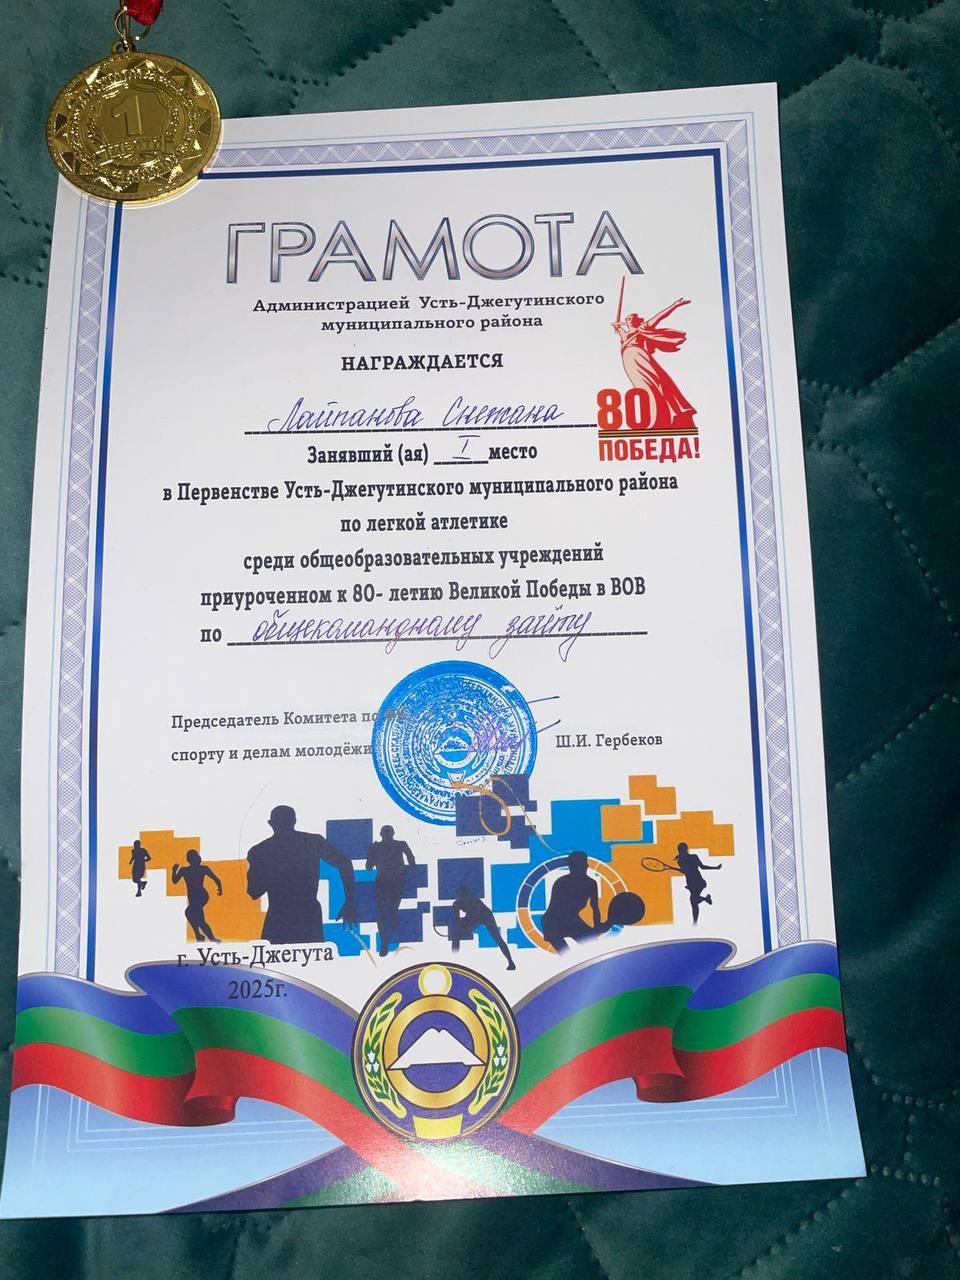 1
МЕСТО
ГРАМОТА
Администрацией Усть-Джегутинского
муниципального района
НАГРАЖДАЕТСЯ
Лайпанова Снежана
80
ПОБЕДА!
Занявший (ая) I место
в Первенстве Усть-Джегутинского муниципального района
по легкой атлетике
среди общеобразовательных учреждений
приуроченном к 80- летию Великой Победы в ВОВ
по общекомандному зачёту
Председатель Комитета по
спорту и делам молодёжи
Ш.И. Гербеков
г. Усть-Джегута
2025г.